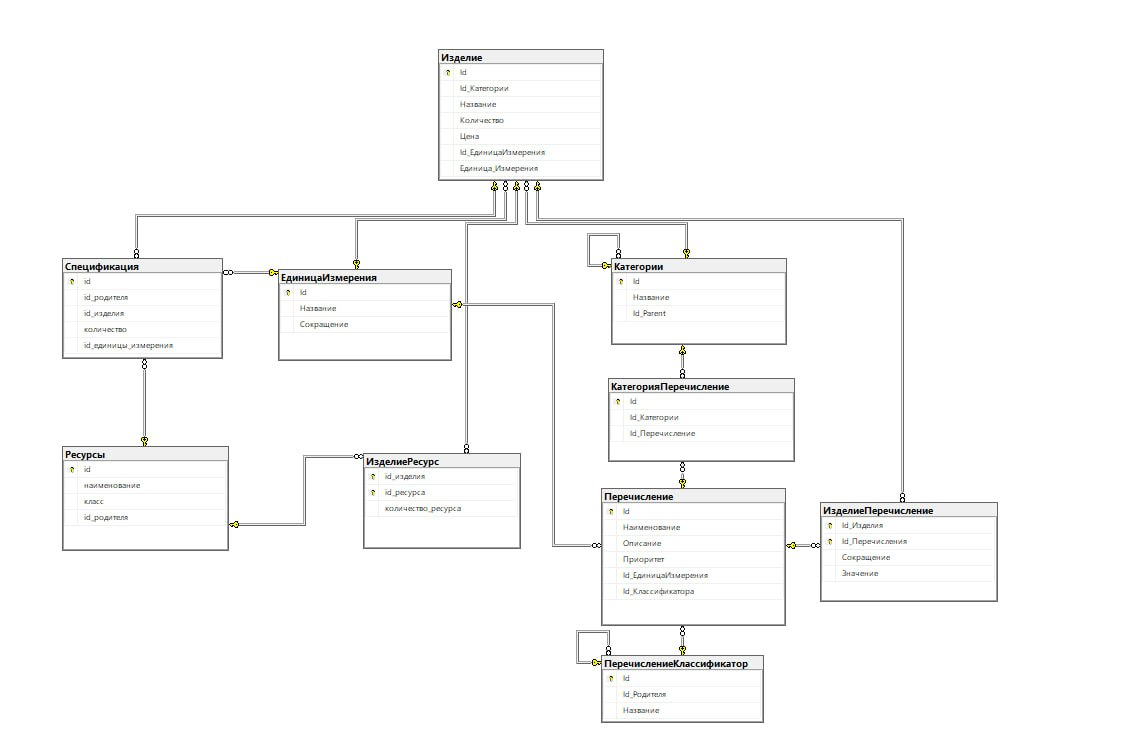 Изделие
Id
Id_Категории
Название
Количество
Цена
Id_ЕдиницаИзмерения
Единица_Измерения
Спецификация
id
id_родителя
id_изделия
количество
id_единицы_измерения
ЕдиницаИзмерения
Id
Название
Сокращение
Категории
Id
Название
Id_Parent
КатегорияПеречисление
Id
Id_Категории
Id_Перечисление
Ресурсы
id
наименование
класс
id_родителя
ИзделиеРесурс
id_изделия
id_ресурса
количество_ресурса
Перечисление
Id
Наименование
Описание
Приоритет
Id_ЕдиницаИзмерения
Id_Классификатора
ИзделиеПеречисление
Id_Изделия
Id_Перечисления
Сокращение
Значение
ПеречислениеКлассификатор
Id
Id_Родителя
Название